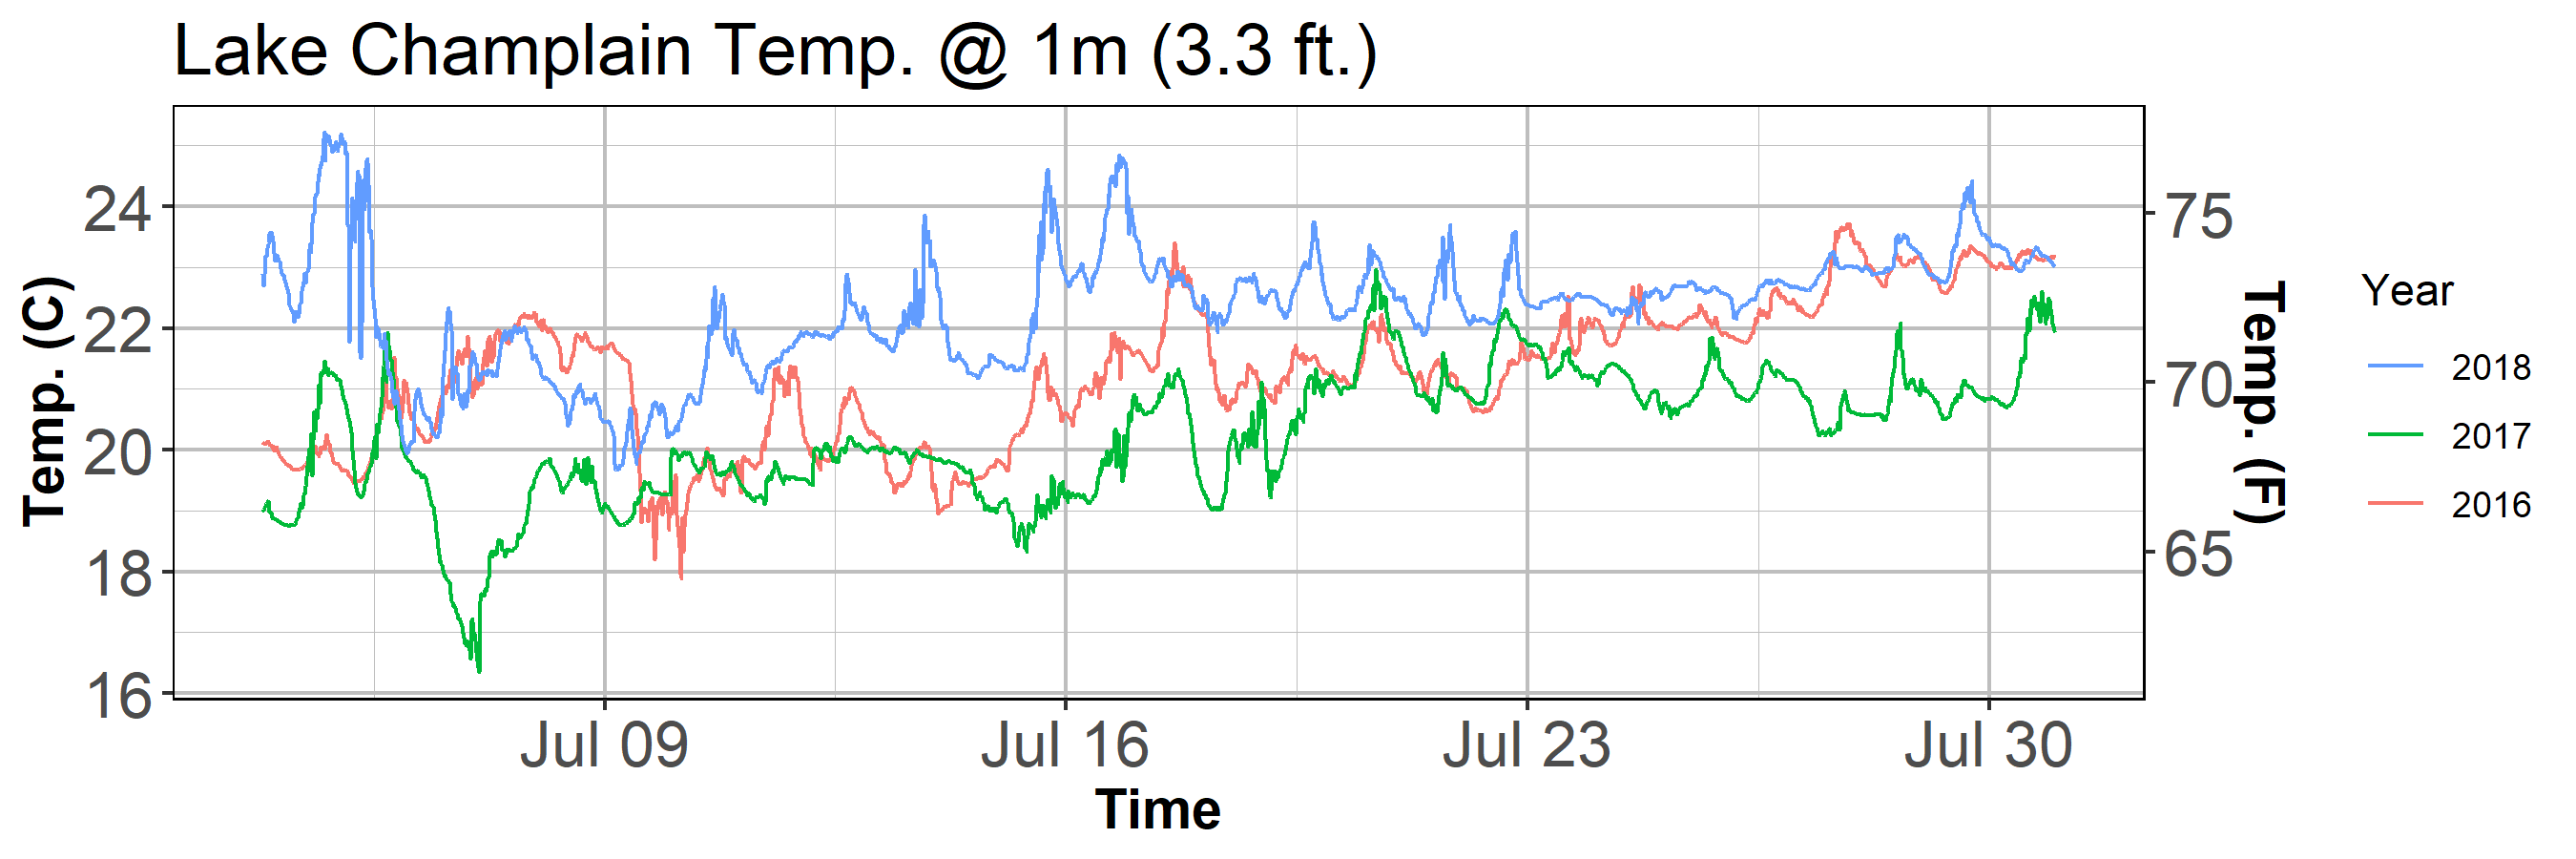 Lake Champlain Temp. @ 1m (3.3 ft.)
Temp. (C)
24
22
20
18
16
75
70
65
Temp. (F)
Jul 09
Jul 16
Jul 23
Jul 30
Time
Year
2018
2017
2016